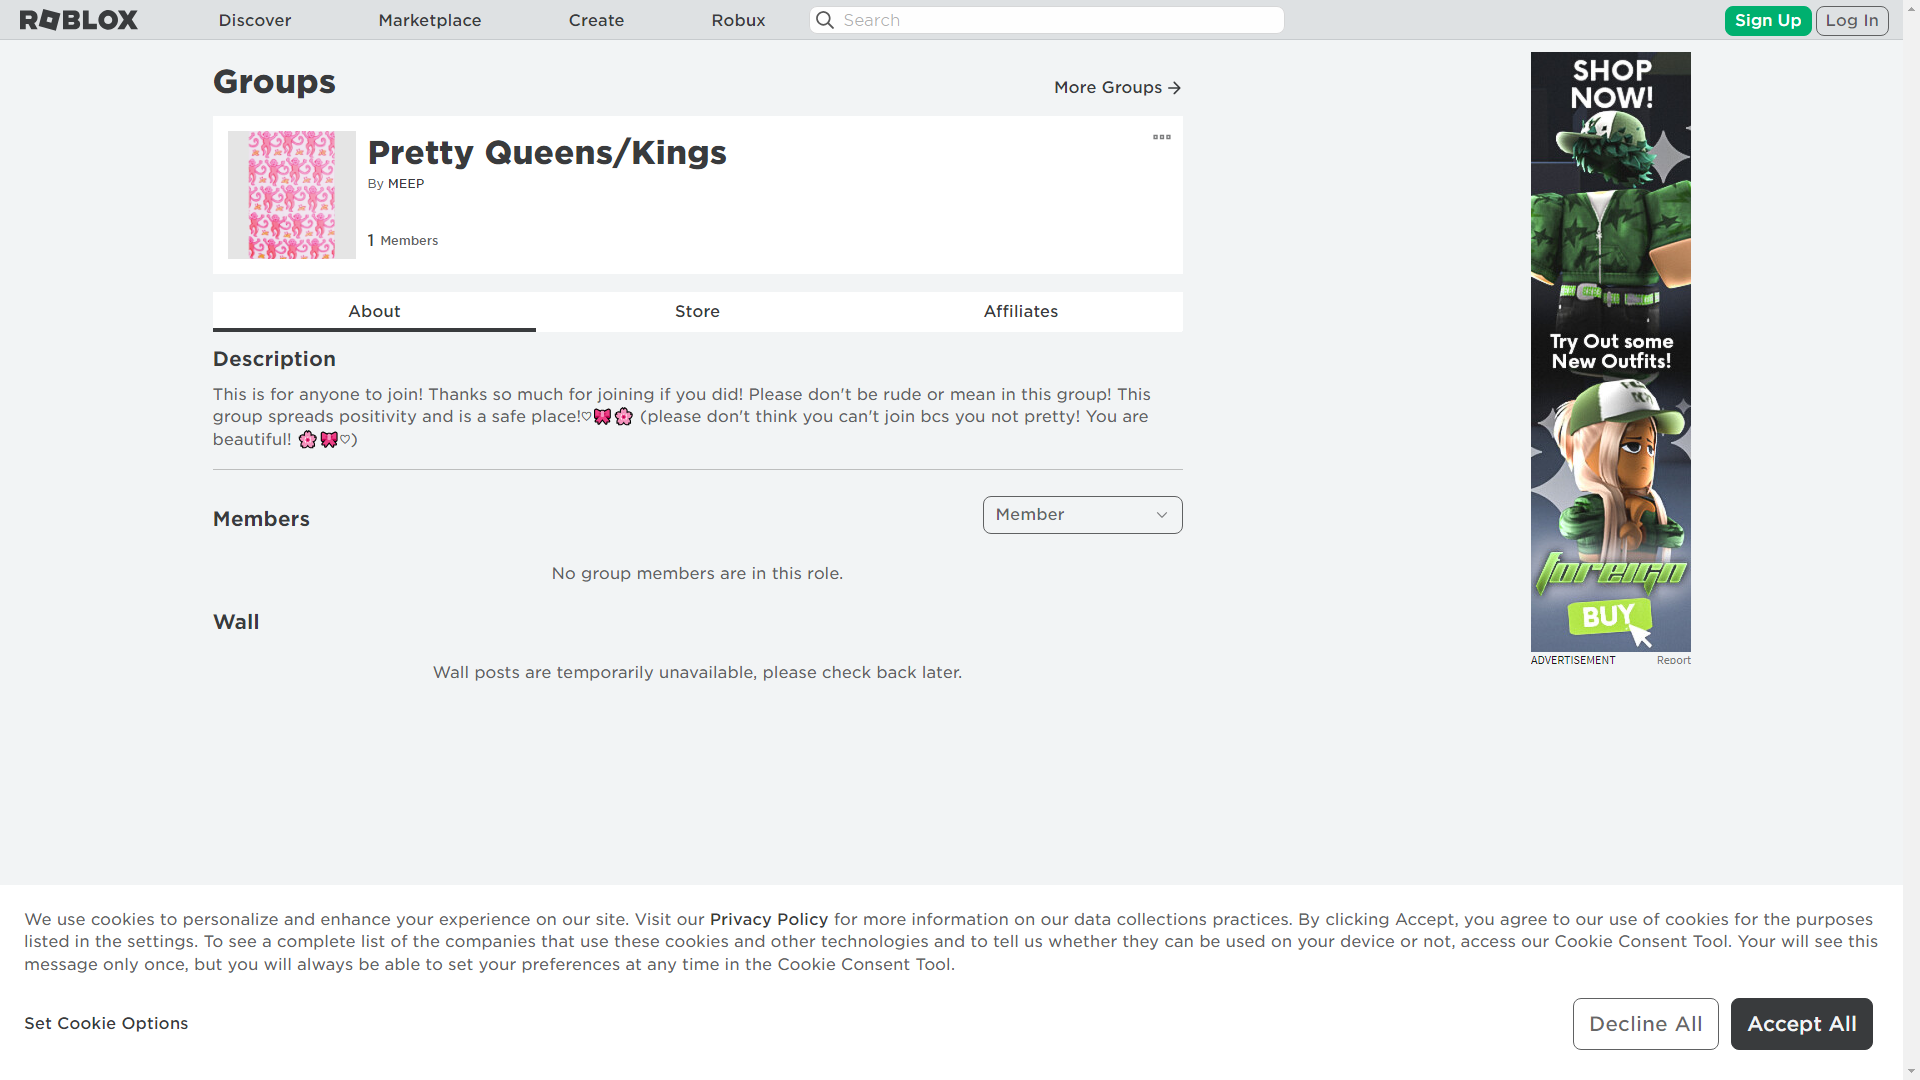 ROBLOX Discover Marketplace Create Robux Search Sign Up Log In
Groups
More Groups
Pretty Queens/Kings
By MEEP
1 Members
About Store Affiliates
Description
This is for anyone to join! Thanks so much for joining if you did! Please don't be rude or mean in this group! This
group spreads positivity and is a safe place!♡🎀🌸 (please don't think you can't join bcs you not pretty! You are
beautiful! 🌸🎀♡)
Members
Member
No group members are in this role.
Wall
Wall posts are temporarily unavailable, please check back later.
SHOP
NOW!
Try Out some
New Outfits!
foreign
BUY
ADVERTISEMENT Report
We use cookies to personalize and enhance your experience on our site. Visit our Privacy Policy for more information on our data collections practices. By clicking Accept, you agree to our use of cookies for the purposes
listed in the settings. To see a complete list of the companies that use these cookies and other technologies and to tell us whether they can be used on your device or not, access our Cookie Consent Tool. Your will see this
message only once, but you will always be able to set your preferences at any time in the Cookie Consent Tool.
Set Cookie Options
Decline All
Accept All